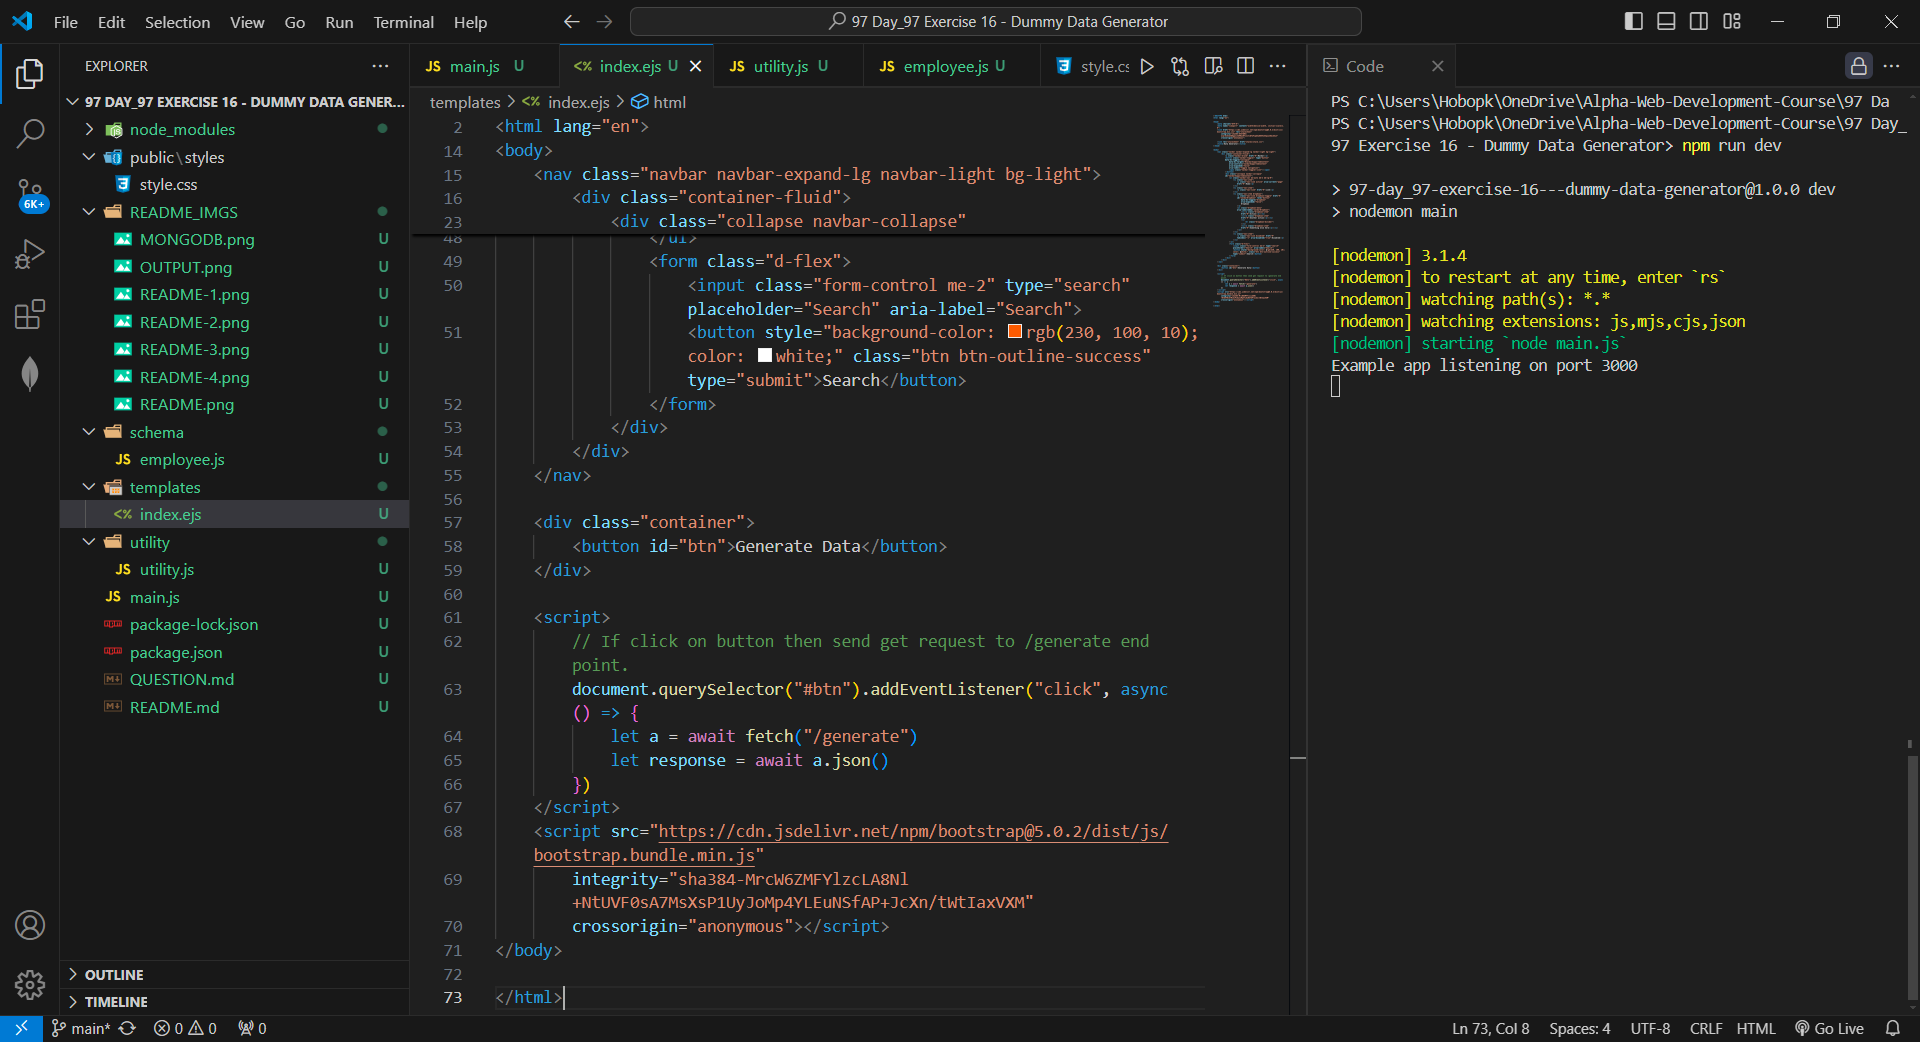 File Edit Selection View Go Run Terminal Help
97 Day_97 Exercise 16 - Dummy Data Generator
EXPLORER
97 DAY_97 EXERCISE 16 - DUMMY DATA GENER...
node_modules
public\styles
style.css
README_IMGS
MONGODB.png U
OUTPUT.png U
README-1.png U
README-2.png U
README-3.png U
README-4.png U
README.png U
schema
employee.js U
templates
index.ejs U
utility
utility.js U
main.js U
package-lock.json U
package.json U
QUESTION.md U
README.md U
OUTLINE
TIMELINE
6K+
JS main.js U
<%> index.ejs U
JS utility.js U
JS employee.js U
style.cs
templates > <%> index.ejs > html
2 <html lang="en">
14 <body>
15 <nav class="navbar navbar-expand-lg navbar-light bg-light">
16 <div class="container-fluid">
23 <div class="collapse navbar-collapse"
48 </ul>
49 <form class="d-flex">
50 <input class="form-control me-2" type="search"
placeholder="Search" aria-label="Search">
51 <button style="background-color: rgb(230, 100, 10);
color: white;" class="btn btn-outline-success"
type="submit">Search</button>
52 </form>
53 </div>
54 </div>
55 </nav>
56
57 <div class="container">
58 <button id="btn">Generate Data</button>
59 </div>
60
61 <script>
62 // If click on button then send get request to /generate end
point.
63 document.querySelector("#btn").addEventListener("click", async
() => {
64 let a = await fetch("/generate")
65 let response = await a.json()
66 })
67 </script>
68 <script src="https://cdn.jsdelivr.net/npm/bootstrap@5.0.2/dist/js/
bootstrap.bundle.min.js"
69 integrity="sha384-MrcW6ZMFYlzcLA8Nl
+NtUVF0sA7MsXsP1UyJoMp4YLEuNSfAP+JcXn/tWtIaxVXM"
70 crossorigin="anonymous"></script>
71 </body>
72
73 </html>
Code
PS C:\Users\Hobopk\OneDrive\Alpha-Web-Development-Course\97 Da
PS C:\Users\Hobopk\OneDrive\Alpha-Web-Development-Course\97 Day_
97 Exercise 16 - Dummy Data Generator> npm run dev
> 97-day_97-exercise-16---dummy-data-generator@1.0.0 dev
> nodemon main
[nodemon] 3.1.4
[nodemon] to restart at any time, enter `rs`
[nodemon] watching path(s): *.*
[nodemon] watching extensions: js,mjs,cjs,json
[nodemon] starting `node main.js`
Example app listening on port 3000
main* 0 0 0
Ln 73, Col 8 Spaces: 4 UTF-8 CRLF HTML Go Live